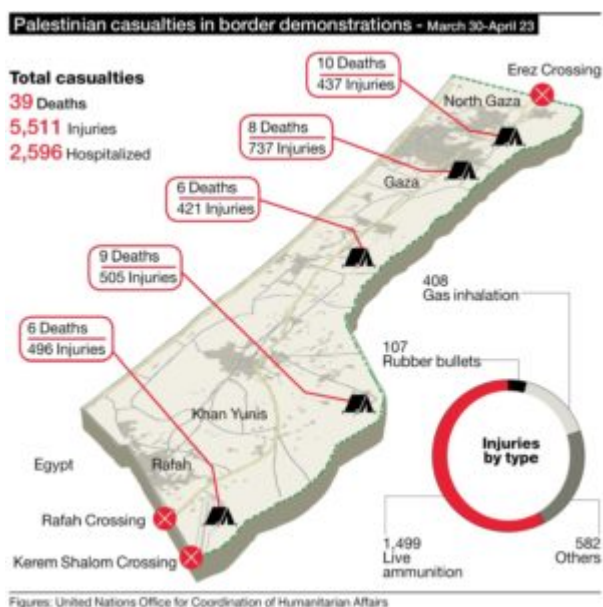 Palestinian casualties in border demonstrations - March 30-April 23
Total casualties
39 Deaths
5,511 Injuries
2,596 Hospitalized
10 Deaths
437 Injuries
Erez Crossing
North Gaza
8 Deaths
737 Injuries
Gaza
6 Deaths
421 Injuries
9 Deaths
505 Injuries
6 Deaths
496 Injuries
Khan Yunis
Egypt
Rafah
Rafah Crossing
Kerem Shalom Crossing
408
Gas inhalation
107
Rubber bullets
Injuries
by type
1,499
Live
ammunition
582
Others
Figures: United Nations Office for Coordination of Humanitarian Affairs